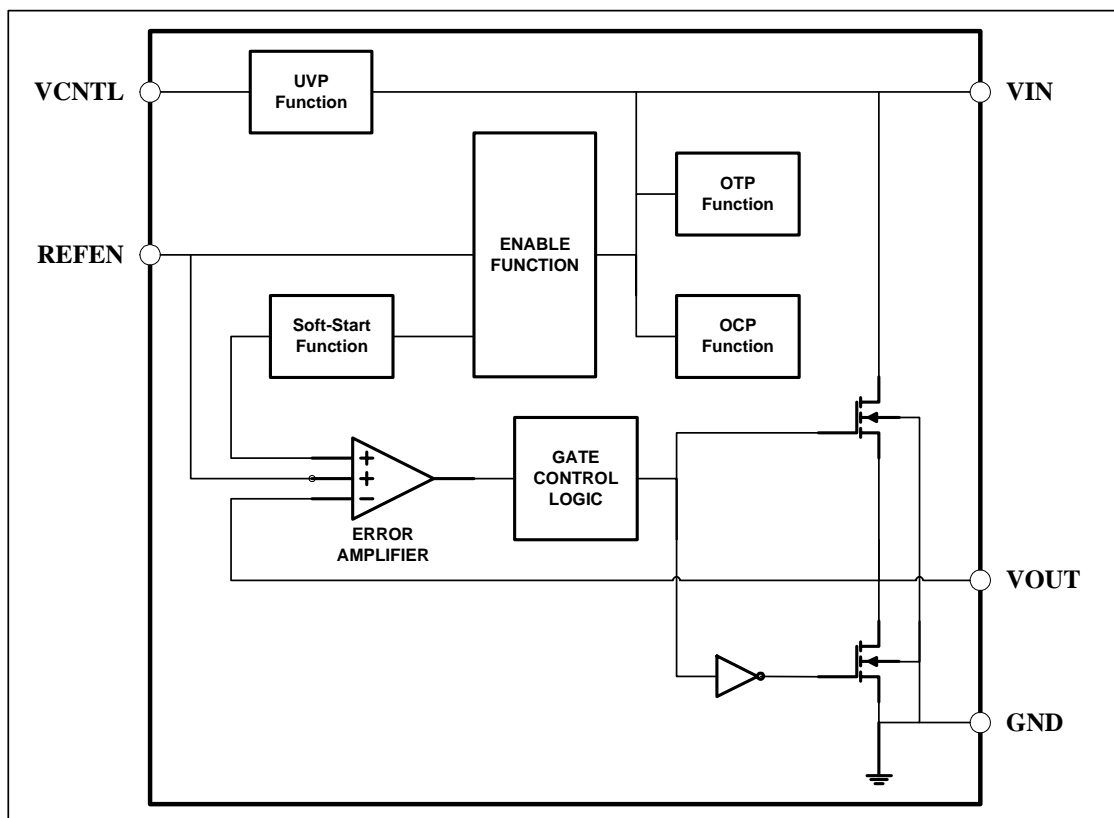 UVP
Function
VCNTL
VIN
OTP
Function
REFEN
ENABLE
FUNCTION
Soft-Start
Function
OCP
Function
+
+
−
GATE
CONTROL
LOGIC
ERROR
AMPLIFIER
VOUT
GND